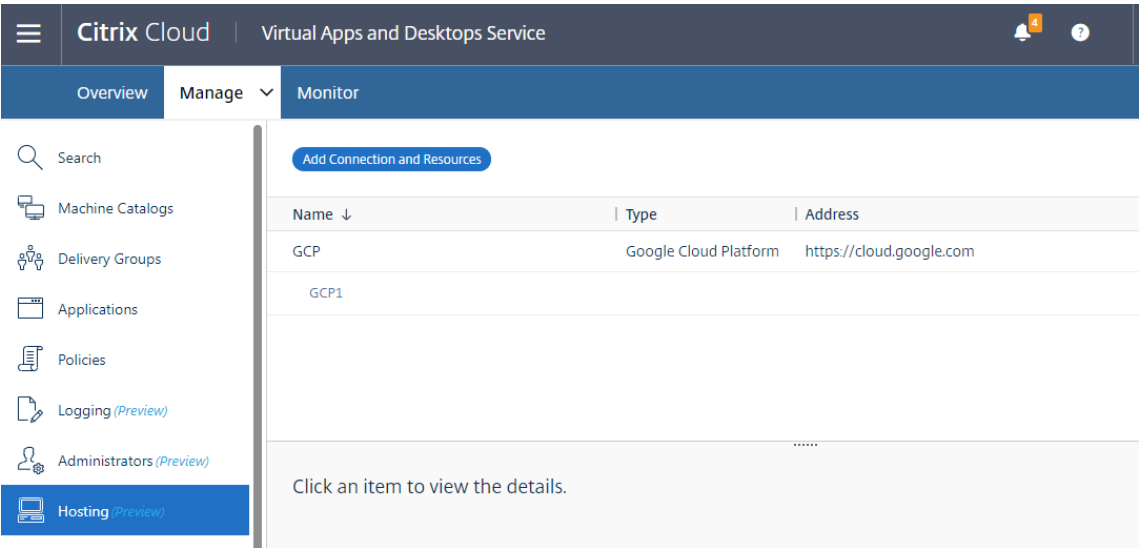 Citrix Cloud | Virtual Apps and Desktops Service 4 ?
Overview Manage Monitor
Search
Machine Catalogs
Delivery Groups
Applications
Policies
Logging (Preview)
Administrators (Preview)
Hosting (Preview)
Add Connection and Resources
Name ↓ Type Address
GCP Google Cloud Platform https://cloud.google.com
GCP1
Click an item to view the details.